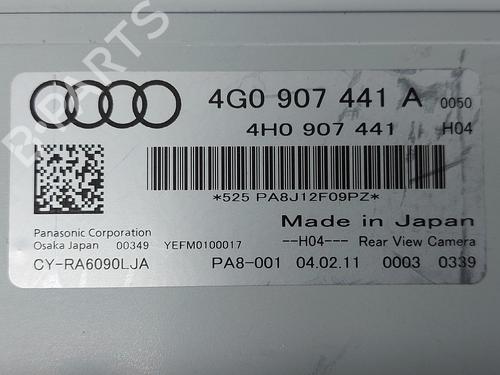 4G0 907 441 A 0050
4H0 907 441 H04
*525 PA8J12F09PZ*
Made in Japan
Panasonic Corporation
Osaka Japan 00349 YEFM0100017 --H04--- Rear View Camera
CY-RA6090LJA PA8-001 04.02.11 0003 0339
B-PARTS